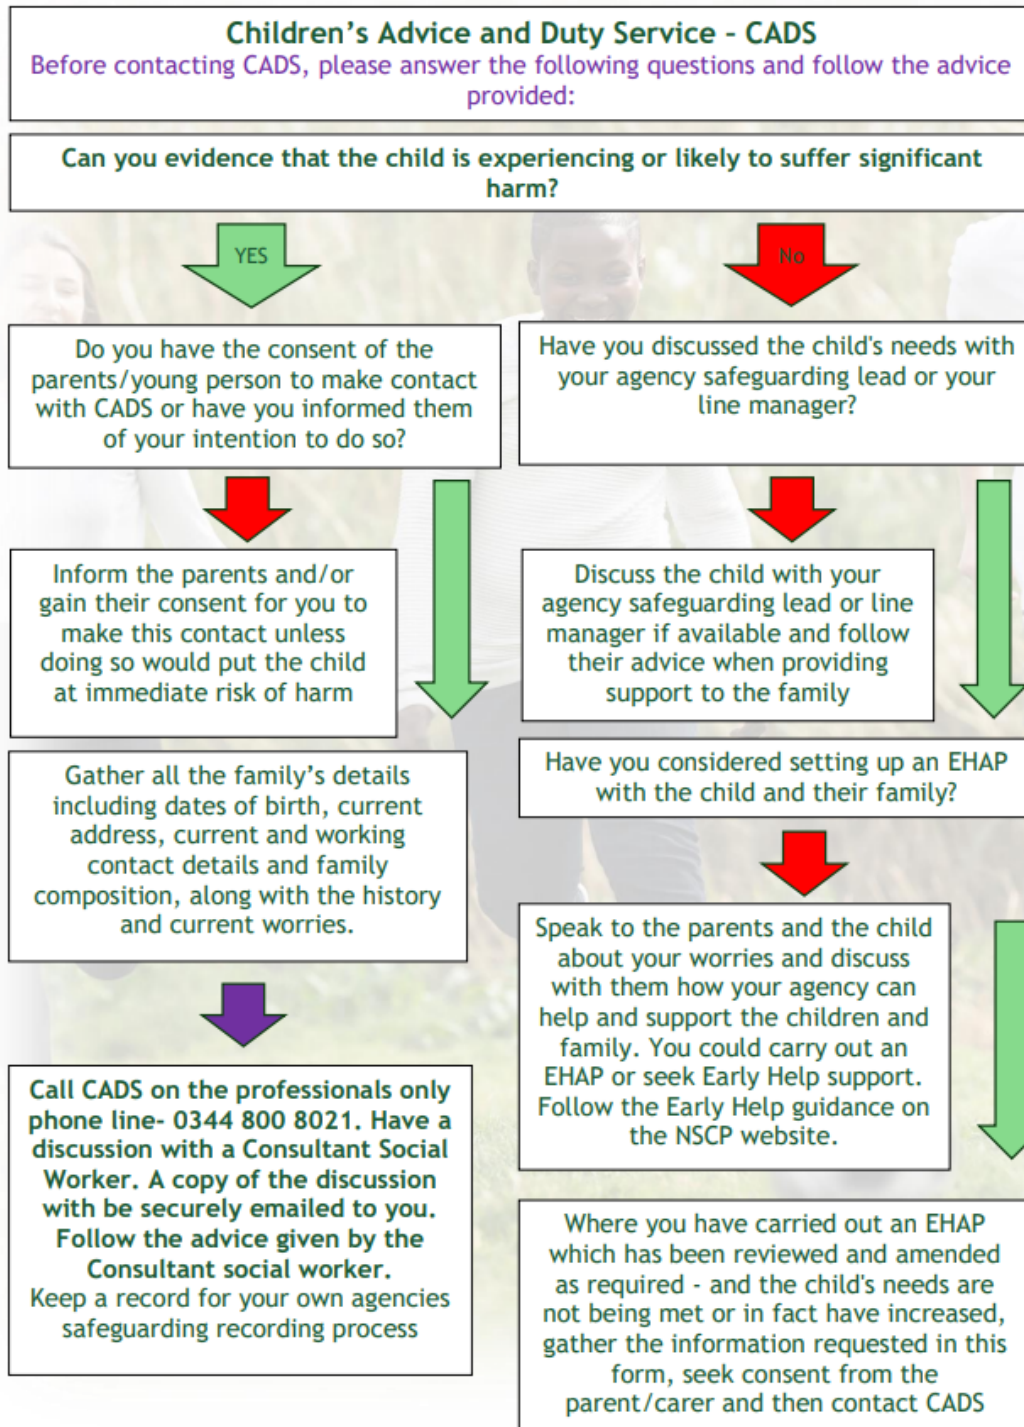 Children's Advice and Duty Service - CADS
Before contacting CADS, please answer the following questions and follow the advice
provided:
Can you evidence that the child is experiencing or likely to suffer significant
harm?
YES
No
Do you have the consent of the
parents/young person to make contact
with CADS or have you informed them
of your intention to do so?
Have you discussed the child's needs with
your agency safeguarding lead or your
line manager?
Inform the parents and/or
gain their consent for you to
make this contact unless
doing so would put the child
at immediate risk of harm
Discuss the child with your
agency safeguarding lead or line
manager if available and follow
their advice when providing
support to the family
Gather all the family's details
including dates of birth, current
address, current and working
contact details and family
composition, along with the history
and current worries.
Have you considered setting up an EHAP
with the child and their family?
Speak to the parents and the child
about your worries and discuss
with them how your agency can
help and support the children and
family. You could carry out an
EHAP or seek Early Help support.
Follow the Early Help guidance on
the NSCP website.
Call CADS on the professionals only
phone line- 0344 800 8021. Have a
discussion with a Consultant Social
Worker. A copy of the discussion
with be securely emailed to you.
Follow the advice given by the
Consultant social worker.
Keep a record for your own agencies
safeguarding recording process
Where you have carried out an EHAP
which has been reviewed and amended
as required - and the child's needs are
not being met or in fact have increased,
gather the information requested in this
form, seek consent from the
parent/carer and then contact CADS